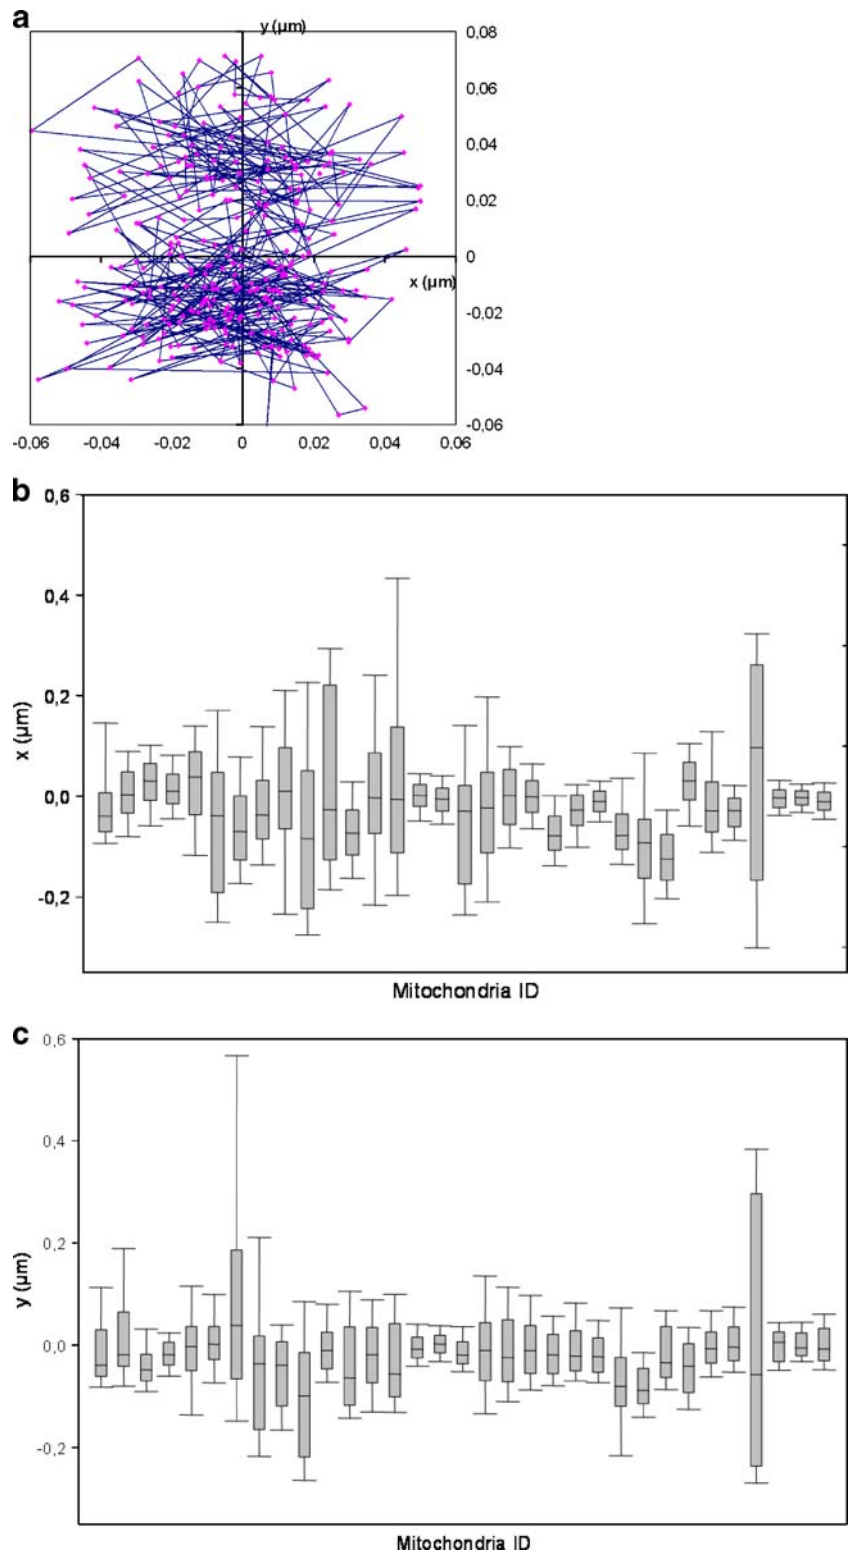 a
y (µm)
0,08
0,06
0,04
0,02
0
x (µm)
-0.02
-0.04
-0.06
-0.06 -0,04 -0,02 0 0,02 0,04 0,06
b
0,6
0,4
0,2
0,0
-0,2
x (µm)
Mitochondria ID
c
0,6
0,4
0,2
0,0
-0,2
y (µm)
Mitochondria ID